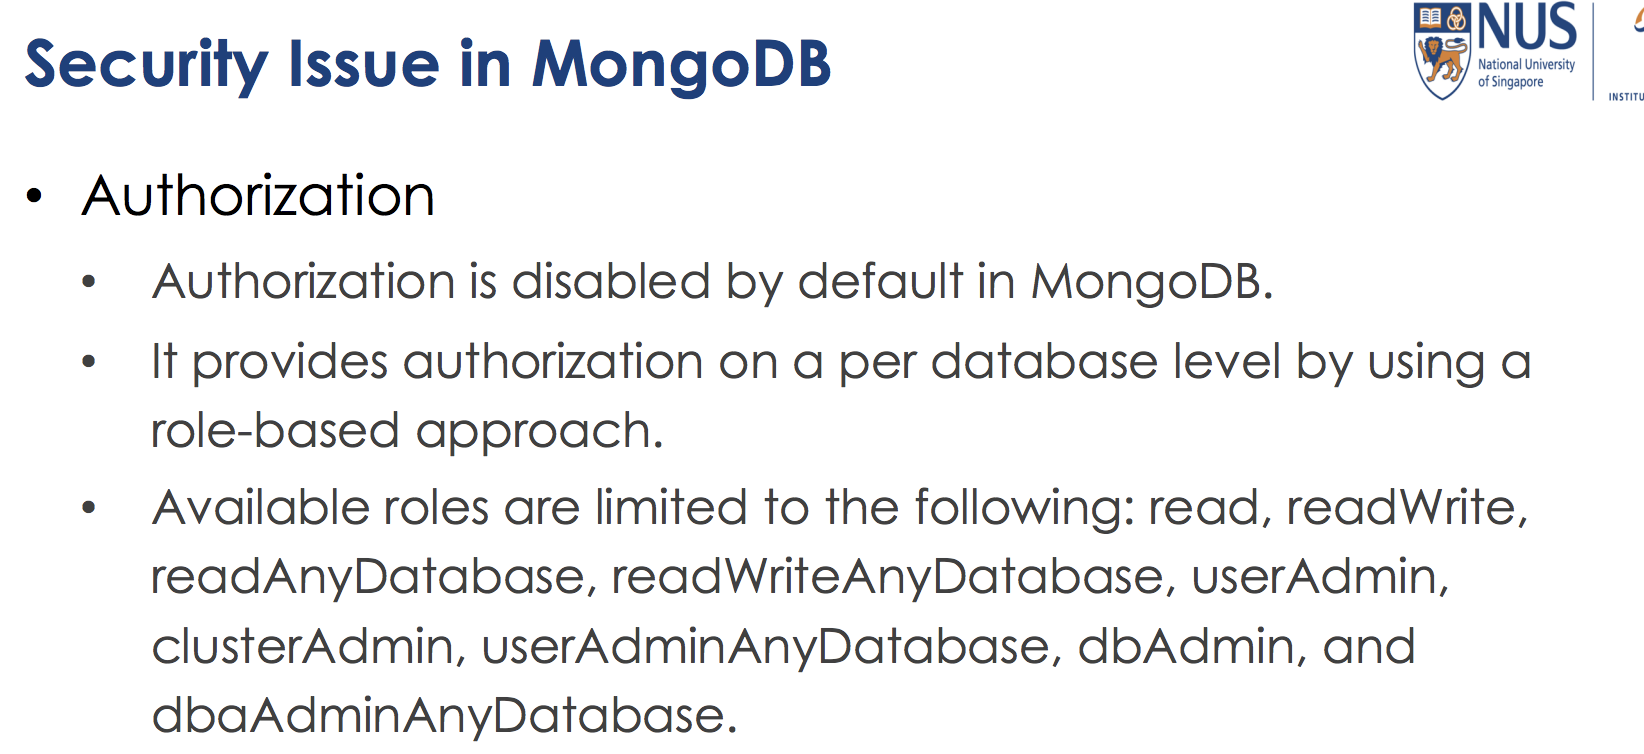 Security Issue in MongoDB
NUS
National University
of Singapore
• Authorization
• Authorization is disabled by default in MongoDB.
• It provides authorization on a per database level by using a
role-based approach.
• Available roles are limited to the following: read, readWrite,
readAnyDatabase, readWriteAnyDatabase, userAdmin,
clusterAdmin, userAdminAnyDatabase, dbAdmin, and
dbaAdminAnyDatabase.